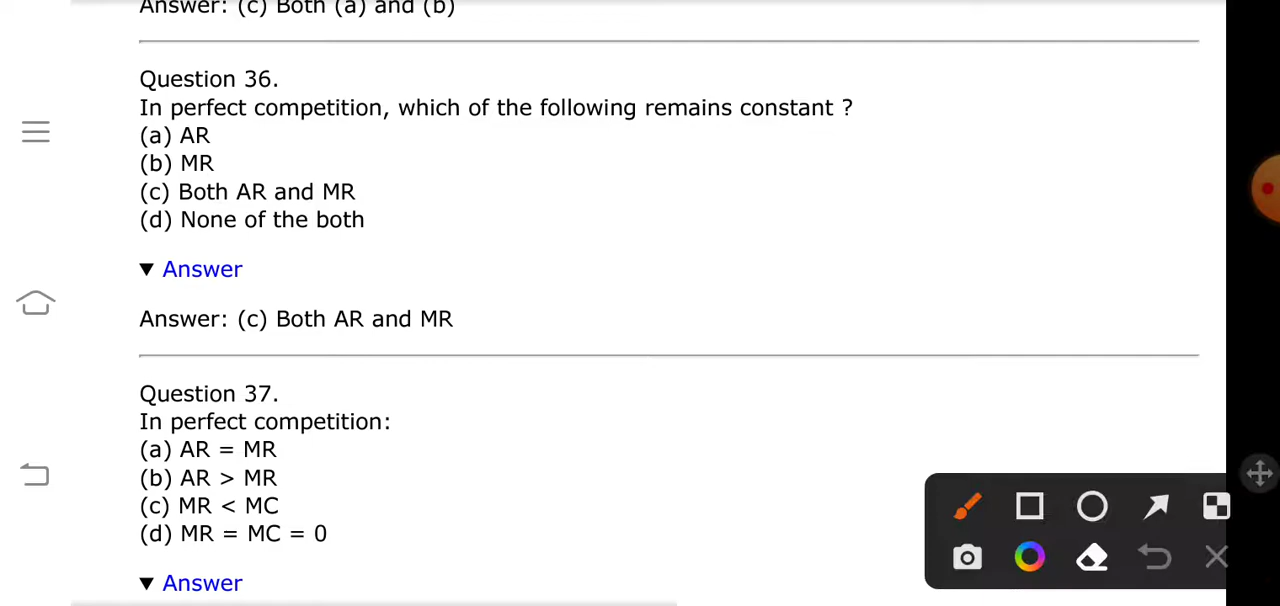 Answer: (c) Both (a) and (b)
Question 36.
In perfect competition, which of the following remains constant ?
(a) AR
(b) MR
(c) Both AR and MR
(d) None of the both
▼ Answer
Answer: (c) Both AR and MR
Question 37.
In perfect competition:
(a) AR = MR
(b) AR > MR
(c) MR < MC
(d) MR = MC = 0
▼ Answer